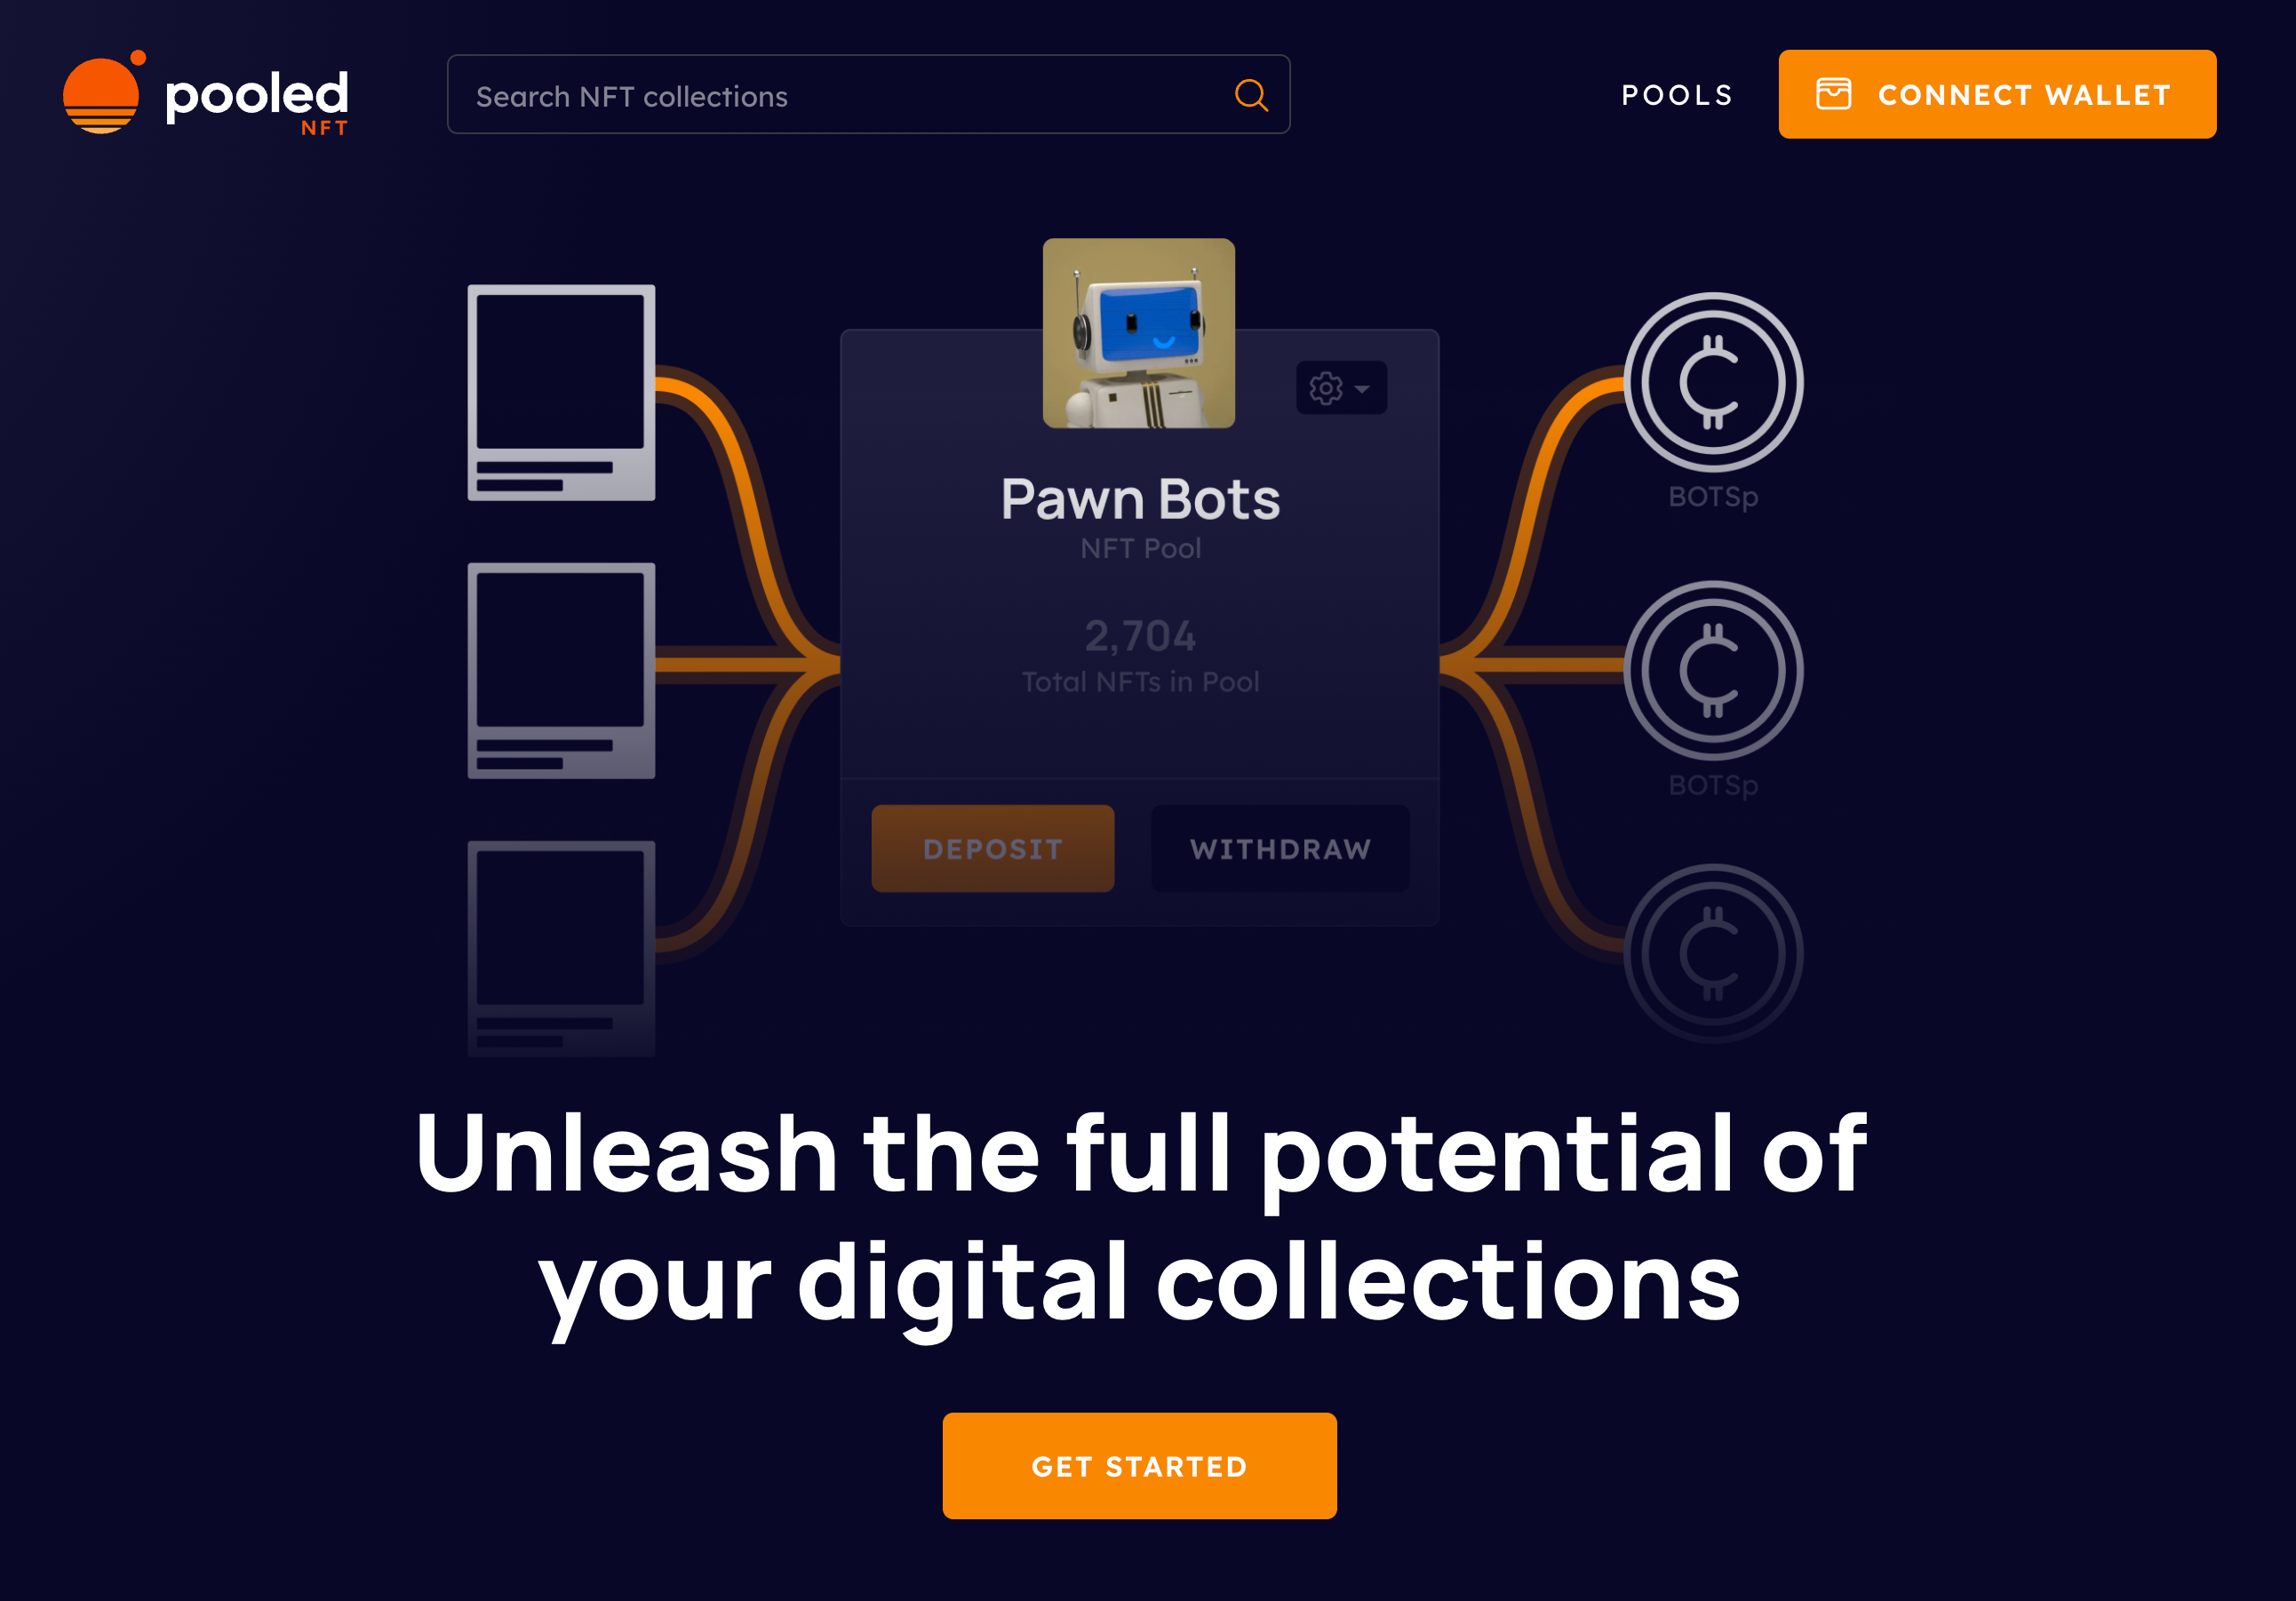 pooled
NFT
Search NFT collections
POOLS
CONNECT WALLET
Pawn Bots
NFT Pool
2,704
Total NFTs in Pool
DEPOSIT
WITHDRAW
BOTSp
BOTSp
Unleash the full potential of
your digital collections
GET STARTED